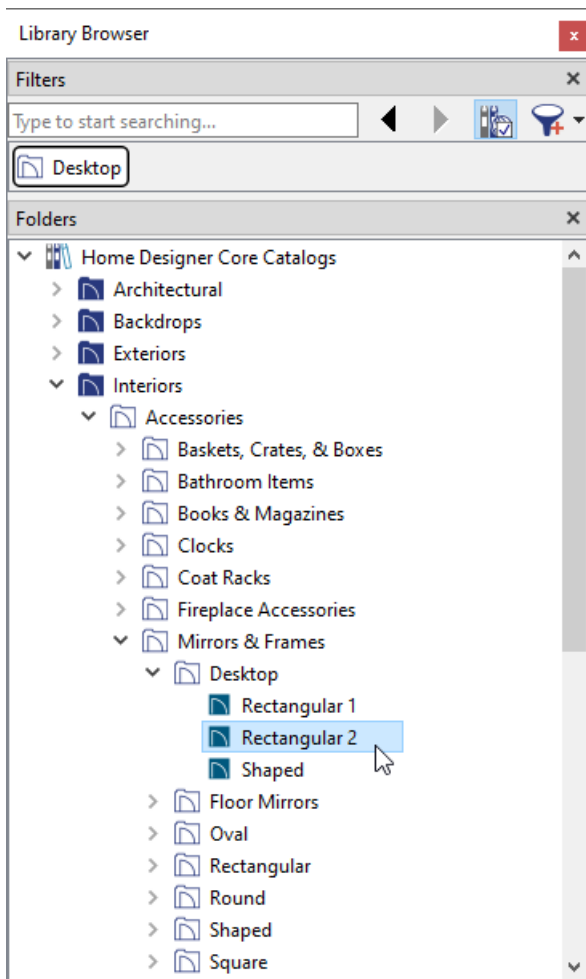 Library Browser
x
Filters
Type to start searching...
Desktop
Folders
Home Designer Core Catalogs
Architectural
Backdrops
Exteriors
Interiors
Accessories
Baskets, Crates, & Boxes
Bathroom Items
Books & Magazines
Clocks
Coat Racks
Fireplace Accessories
Mirrors & Frames
Desktop
Rectangular 1
Rectangular 2
Shaped
Floor Mirrors
Oval
Rectangular
Round
Shaped
Square